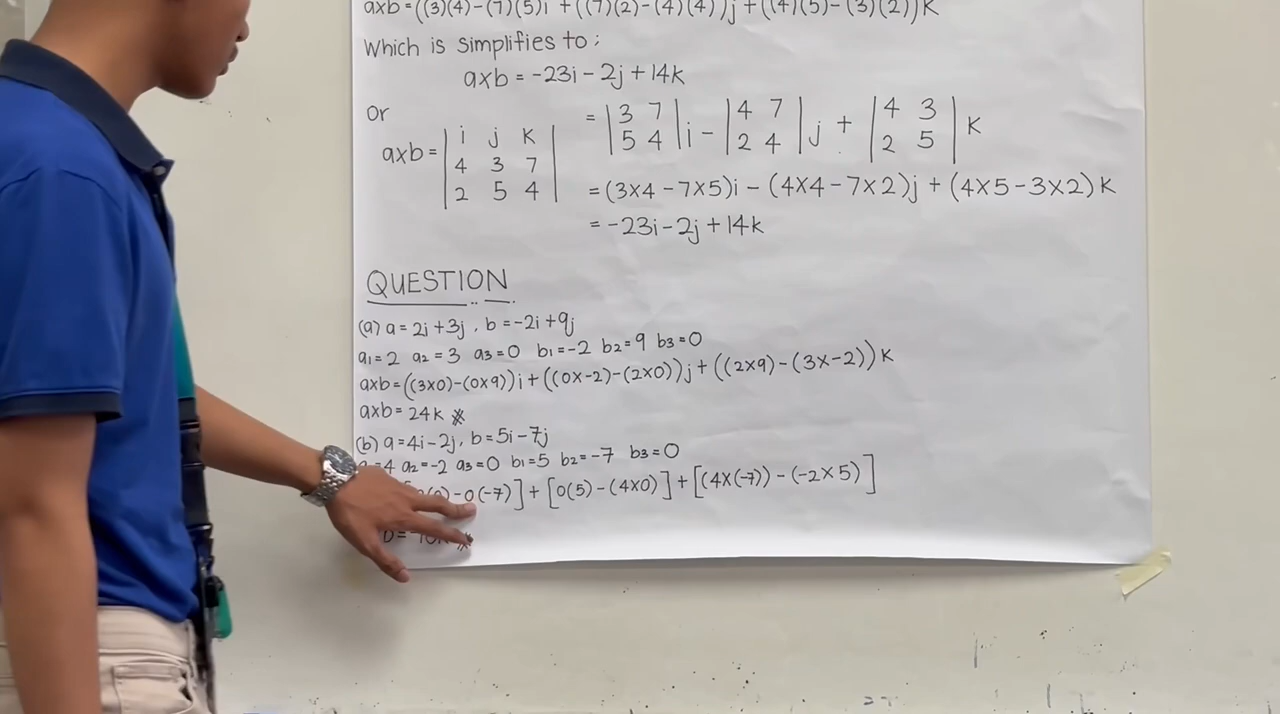 axb = ((3)(4)-(7)(5)i + ((7)(2)-(4)(4))j + ((4)(5)-(3)(2))k
Which is simplifies to:
axb = -23i - 2j + 14k
or
axb = | i j k | = | 3 7 | i - | 4 7 | j + | 4 3 | k
| 4 3 7 | | 5 4 | | 2 4 | | 2 5 |
| 2 5 4 | = (3x4 - 7x5)i - (4x4 - 7x2)j + (4x5 - 3x2)k
= -23i - 2j + 14k
QUESTION
(a) a = 2i + 3j, b = -2i + 9j
a1 = 2 a2 = 3 a3 = 0 b1 = -2 b2 = 9 b3 = 0
axb = ((3x0)-(0x9))i + ((0x-2)-(2x0))j + ((2x9)-(3x-2))k
axb = 24k
(b) a = 4i - 2j, b = 5i - 7j
=4 a2 = -2 a3 = 0 b1 = 5 b2 = -7 b3 = 0
-0(-7)] + [0(5)-(4x0)] + [(4x(-7))-(-2x5)]
b =